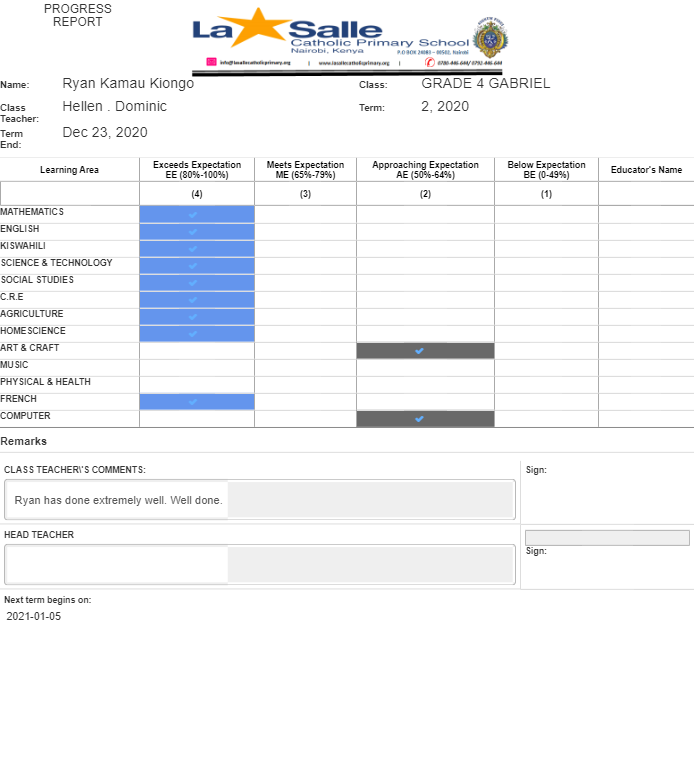 PROGRESS
REPORT
La Salle
Catholic Primary School
Nairobi, Kenya
P.O BOX 24083 – 00502, Nairobi
info@lasallecatholicprimary.org | www.lasallecatholicprimary.org | 0780-446-644/ 0792-446-644
Name: Ryan Kamau Kiongo Class: GRADE 4 GABRIEL
Class Teacher: Hellen . Dominic Term: 2, 2020
Term End: Dec 23, 2020
Learning Area Exceeds Expectation EE (80%-100%) Meets Expectation ME (65%-79%) Approaching Expectation AE (50%-64%) Below Expectation BE (0-49%) Educator's Name
(4) (3) (2) (1)
MATHEMATICS
ENGLISH
KISWAHILI
SCIENCE & TECHNOLOGY
SOCIAL STUDIES
C.R.E
AGRICULTURE
HOMESCIENCE
ART & CRAFT
MUSIC
PHYSICAL & HEALTH
FRENCH
COMPUTER
Remarks
CLASS TEACHER\'S COMMENTS: Sign:
Ryan has done extremely well. Well done.
HEAD TEACHER
Sign:
Next term begins on:
2021-01-05